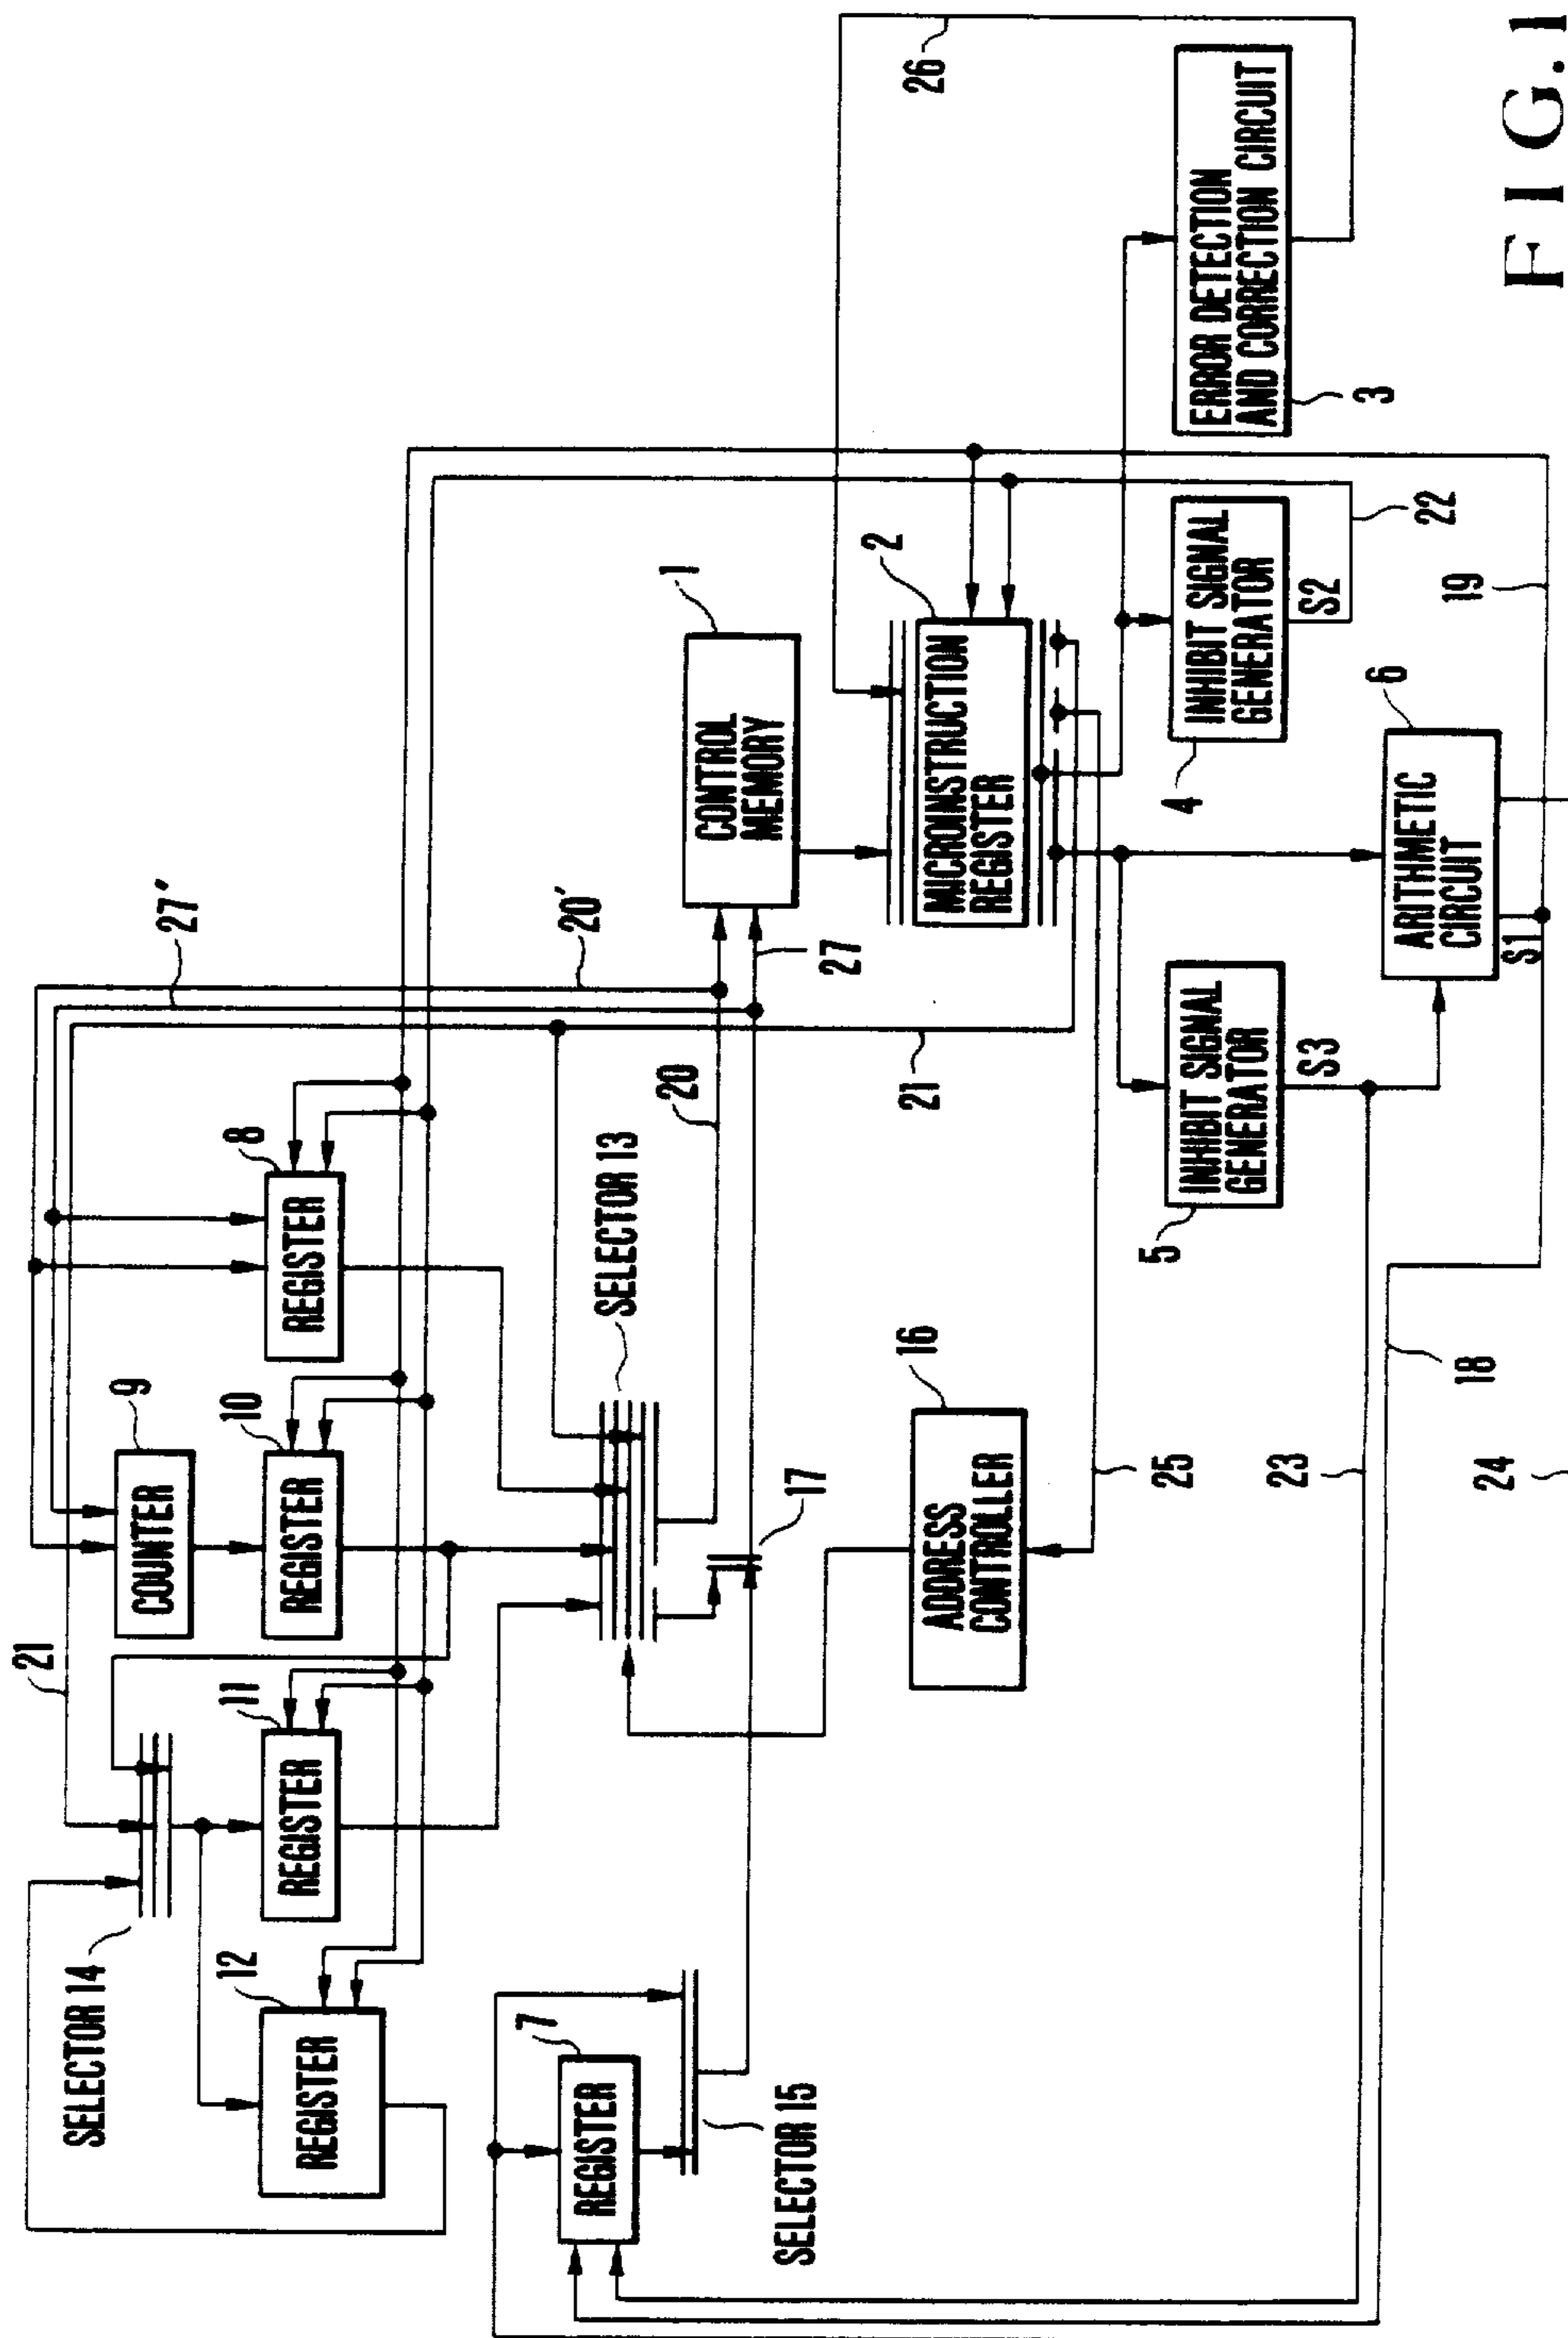 21
27'
20'
9
COUNTER
8
REGISTER
10
REGISTER
11
REGISTER
SELECTOR 14
12
REGISTER
SELECTOR 13
20
27
17
7
REGISTER
SELECTOR 15
1
CONTROL
MEMORY
2
MICROINSTRUCTION
REGISTER
26
21
16
ADDRESS
CONTROLLER
25
ERROR DETECTION
AND CORRECTION CIRCUIT
3
INHIBIT SIGNAL
GENERATOR
4
S2
22
INHIBIT SIGNAL
GENERATOR
5
S3
6
ARITHMETIC
CIRCUIT
S1
19
18
23
24
FIG.1